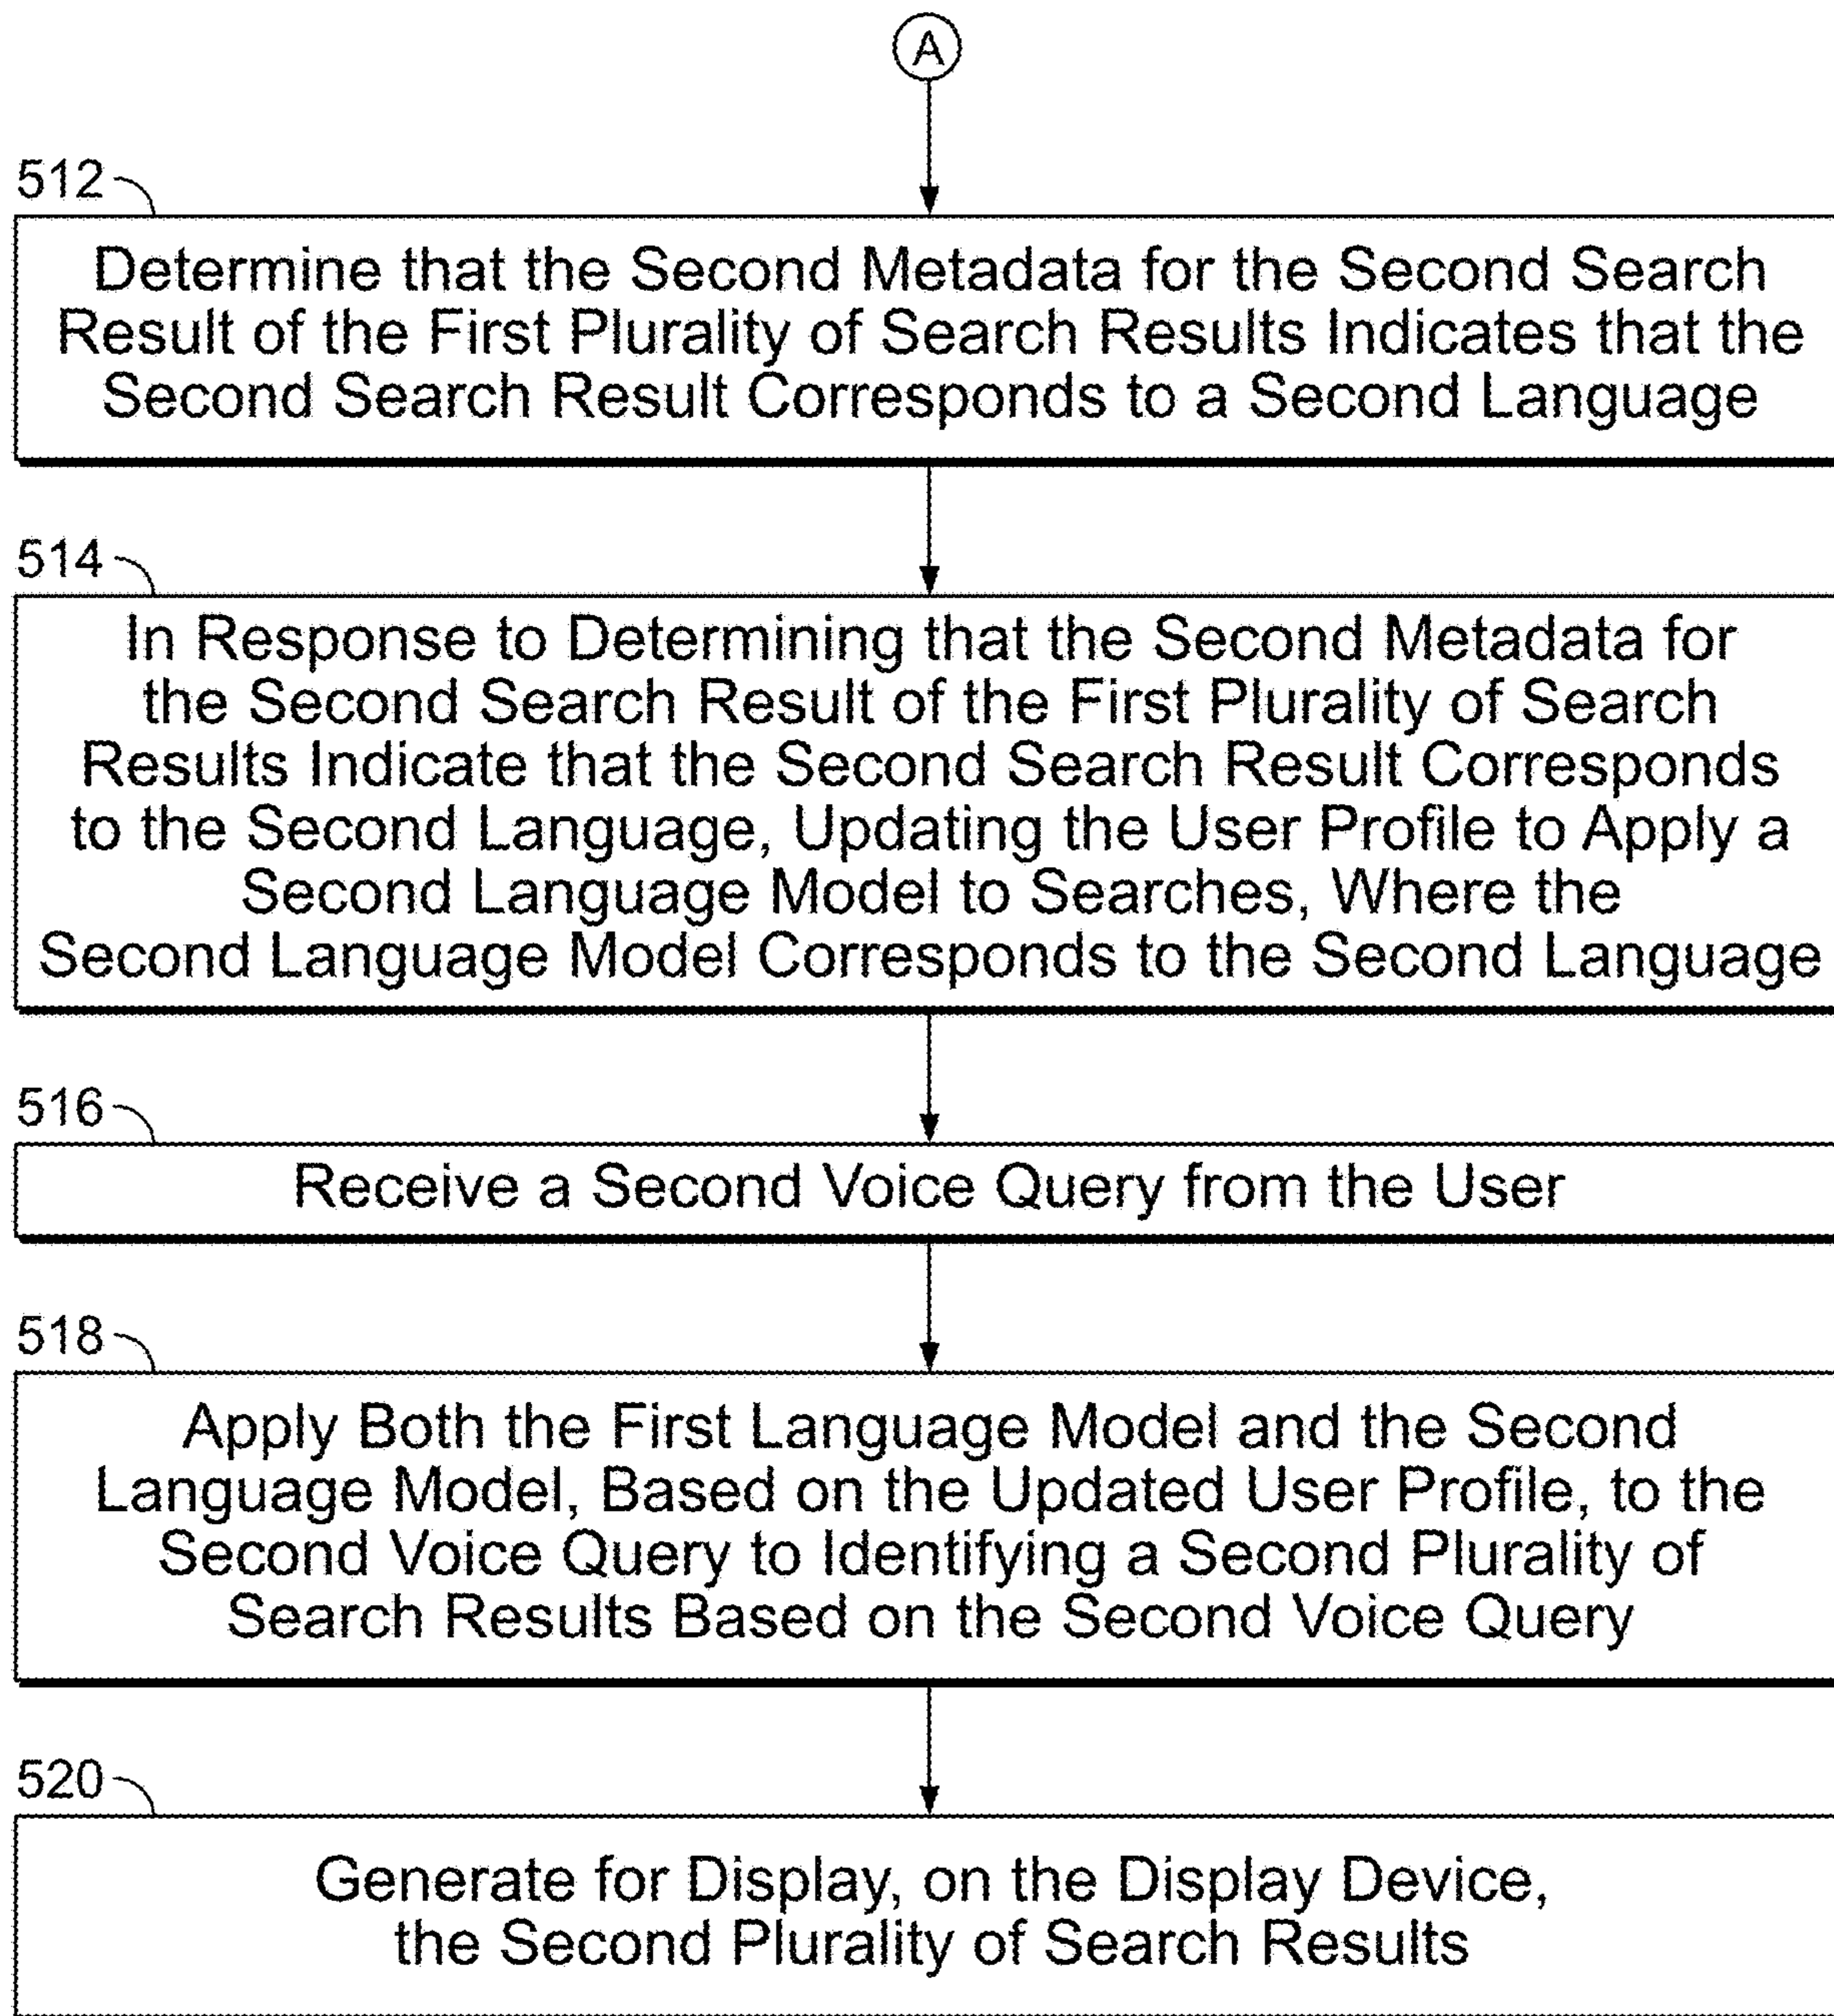 A
512
Determine that the Second Metadata for the Second Search
Result of the First Plurality of Search Results Indicates that the
Second Search Result Corresponds to a Second Language
514
In Response to Determining that the Second Metadata for
the Second Search Result of the First Plurality of Search
Results Indicate that the Second Search Result Corresponds
to the Second Language, Updating the User Profile to Apply a
Second Language Model to Searches, Where the
Second Language Model Corresponds to the Second Language
516
Receive a Second Voice Query from the User
518
Apply Both the First Language Model and the Second
Language Model, Based on the Updated User Profile, to the
Second Voice Query to Identifying a Second Plurality of
Search Results Based on the Second Voice Query
520
Generate for Display, on the Display Device,
the Second Plurality of Search Results